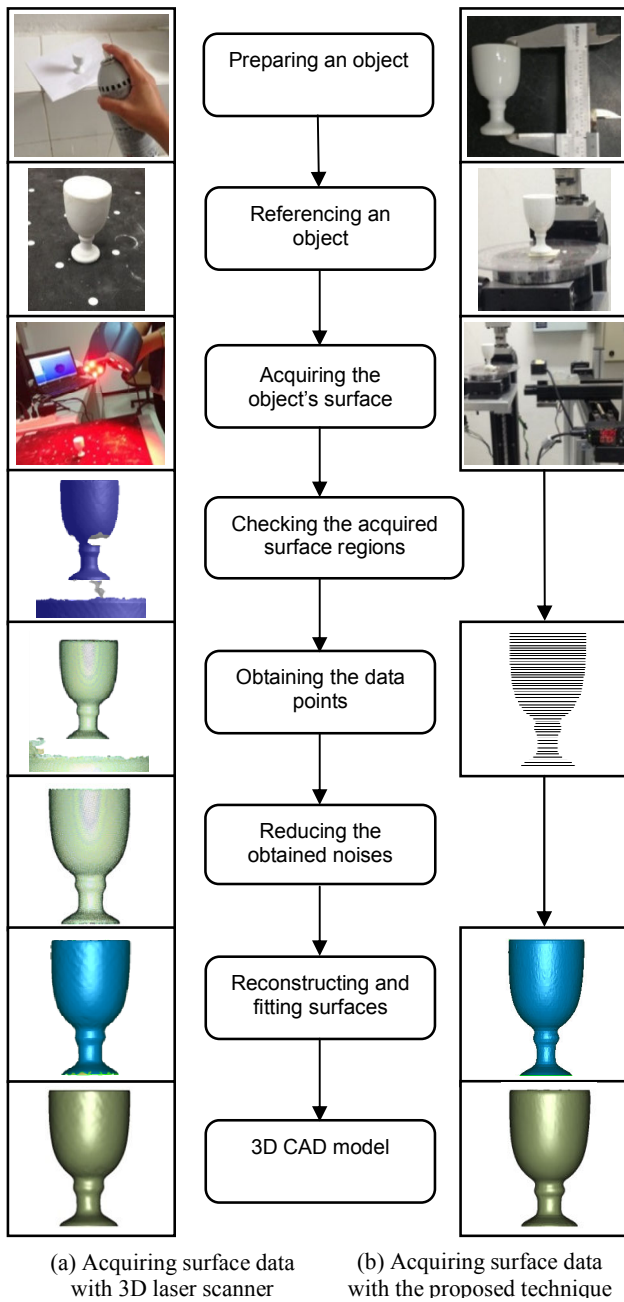 Preparing an object
Referencing an
object
Acquiring the
object's surface
Checking the acquired
surface regions
Obtaining the data
points
Reducing the
obtained noises
Reconstructing and
fitting surfaces
3D CAD model
(a) Acquiring surface data
with 3D laser scanner
(b) Acquiring surface data
with the proposed technique